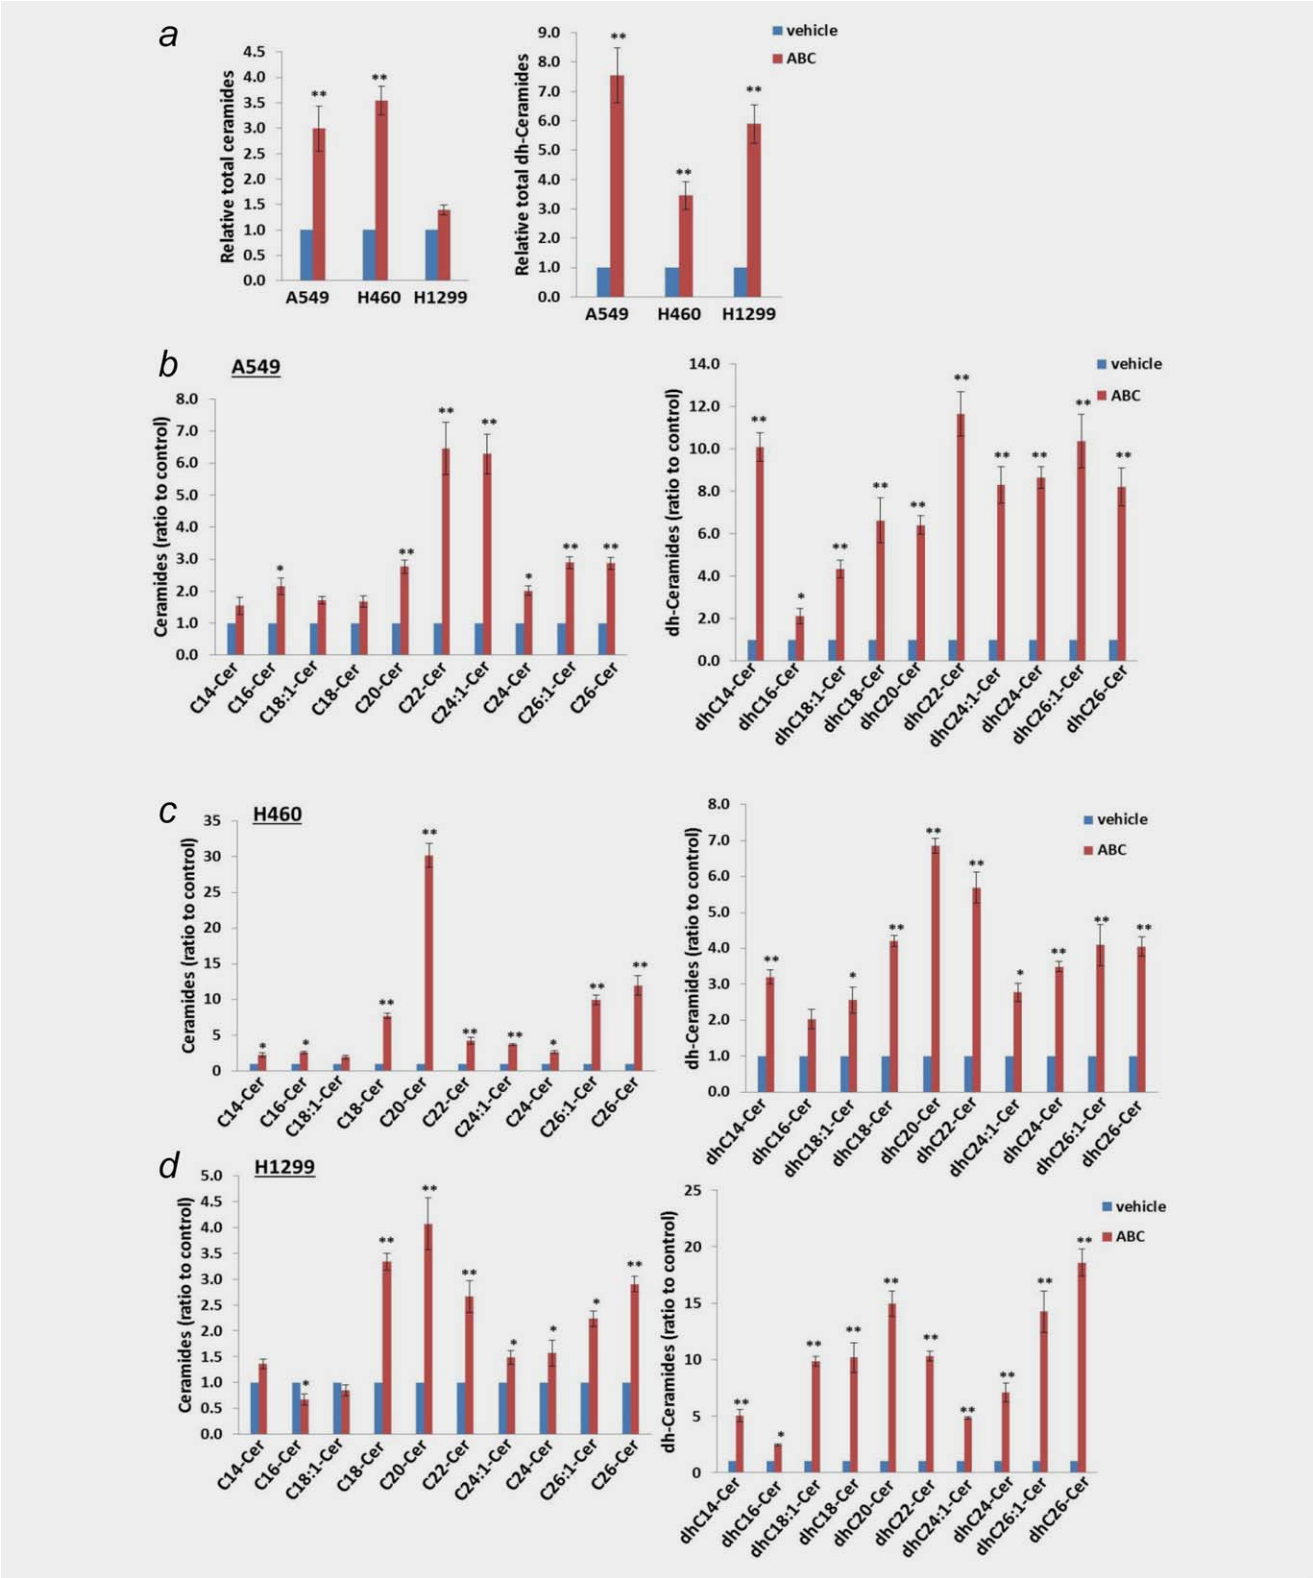 a
Relative total ceramides
4.5
4.0
3.5
3.0
2.5
2.0
1.5
1.0
0.5
0.0
**
**
A549 H460 H1299
Relative total dh-Ceramides
9.0
8.0
7.0
6.0
5.0
4.0
3.0
2.0
1.0
0.0
**
**
**
A549 H460 H1299
vehicle
ABC
b
A549
Ceramides (ratio to control)
8.0
7.0
6.0
5.0
4.0
3.0
2.0
1.0
0.0
*
**
**
**
*
**
**
C14-Cer
C16-Cer
C18:1-Cer
C18-Cer
C20-Cer
C22-Cer
C24:1-Cer
C24-Cer
C26:1-Cer
C26-Cer
dh-Ceramides (ratio to control)
14.0
12.0
10.0
8.0
6.0
4.0
2.0
0.0
**
*
**
**
**
**
**
**
**
**
dhC14-Cer
dhC16-Cer
dhC18:1-Cer
dhC18-Cer
dhC20-Cer
dhC22-Cer
dhC24:1-Cer
dhC24-Cer
dhC26:1-Cer
dhC26-Cer
vehicle
ABC
c
H460
Ceramides (ratio to control)
35
30
25
20
15
10
5
0
*
*
**
**
**
**
*
**
**
C14-Cer
C16-Cer
C18:1-Cer
C18-Cer
C20-Cer
C22-Cer
C24:1-Cer
C24-Cer
C26:1-Cer
C26-Cer
dh-Ceramides (ratio to control)
8.0
7.0
6.0
5.0
4.0
3.0
2.0
1.0
0.0
**
*
**
**
**
*
**
**
**
dhC14-Cer
dhC16-Cer
dhC18:1-Cer
dhC18-Cer
dhC20-Cer
dhC22-Cer
dhC24:1-Cer
dhC24-Cer
dhC26:1-Cer
dhC26-Cer
vehicle
ABC
d
H1299
Ceramides (ratio to control)
5.0
4.5
4.0
3.5
3.0
2.5
2.0
1.5
1.0
0.5
0.0
*
**
**
**
*
*
*
**
C14-Cer
C16-Cer
C18:1-Cer
C18-Cer
C20-Cer
C22-Cer
C24:1-Cer
C24-Cer
C26:1-Cer
C26-Cer
dh-Ceramides (ratio to control)
25
20
15
10
5
0
**
*
**
**
**
**
**
**
**
**
dhC14-Cer
dhC16-Cer
dhC18:1-Cer
dhC18-Cer
dhC20-Cer
dhC22-Cer
dhC24:1-Cer
dhC24-Cer
dhC26:1-Cer
dhC26-Cer
vehicle
ABC